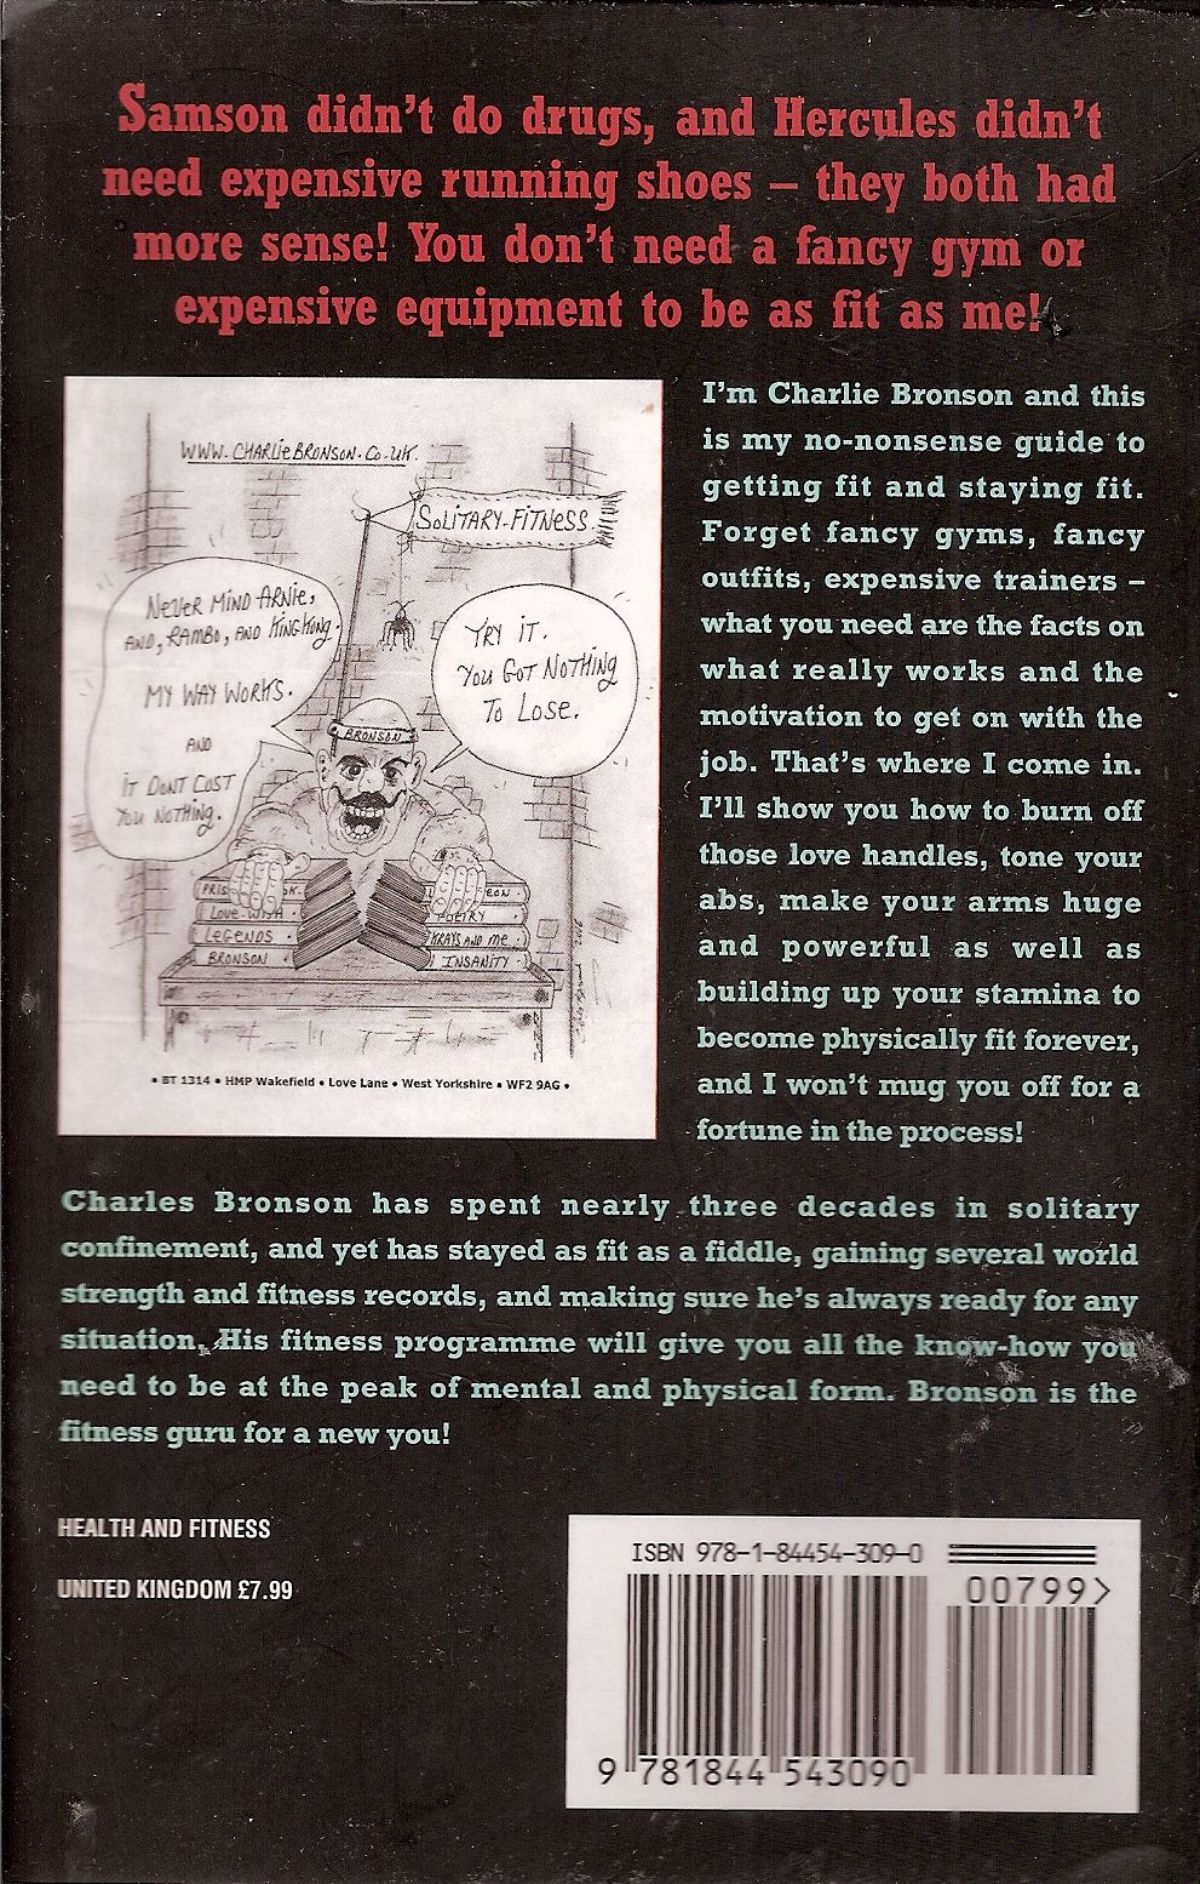 Samson didn't do drugs, and Hercules didn't
need expensive running shoes – they both had
more sense! You don't need a fancy gym or
expensive equipment to be as fit as me!
WWW.CHARLieBRONSON.Co.UK.
SoLiTARY-FiTNeSS.
NeVeR MiND ARNie,
AND, RAMBO, AND KiNGKoNg.
MY WAY WORKS.
AND
iT DoNT CoST
You NoTHiNg.
TRY iT.
You GoT NoTHiNg
To Lose.
BRoNSoN
PRIS OK.
Love WISH
LeGeNDS
BRONSON
EON
PoeTRY
KRAYS AND Me
INSANiTY
• BT 1314 • HMP Wakefield • Love Lane • West Yorkshire • WF2 9AG •
I'm Charlie Bronson and this
is my no-nonsense guide to
getting fit and staying fit.
Forget fancy gyms, fancy
outfits, expensive trainers –
what you need are the facts on
what really works and the
motivation to get on with the
job. That's where I come in.
I'll show you how to burn off
those love handles, tone your
abs, make your arms huge
and powerful as well as
building up your stamina to
become physically fit forever,
and I won't mug you off for a
fortune in the process!
Charles Bronson has spent nearly three decades in solitary
confinement, and yet has stayed as fit as a fiddle, gaining several world
strength and fitness records, and making sure he's always ready for any
situation. His fitness programme will give you all the know-how you
need to be at the peak of mental and physical form. Bronson is the
fitness guru for a new you!
HEALTH AND FITNESS
UNITED KINGDOM £7.99
ISBN 978-1-84454-309-0
00799>
9 781844 543090